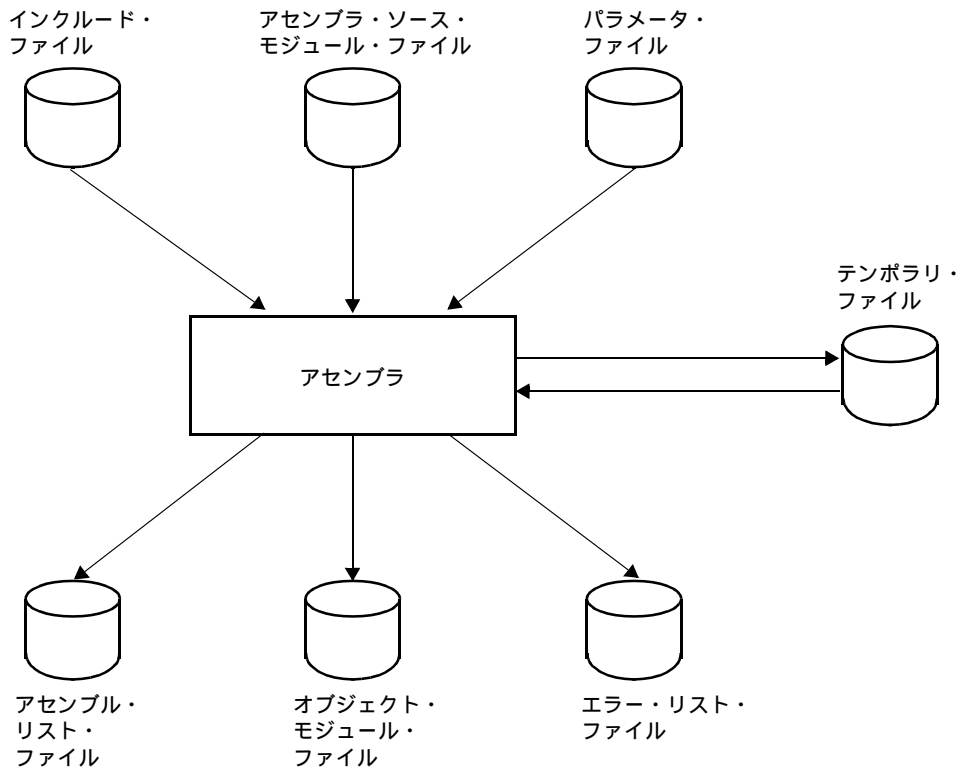 インクルード・
ファイル
アセンブラ・ソース・
モジュール・ファイル
パラメータ・
ファイル
テンポラリ・
ファイル
アセンブラ
アセンブル・
リスト・
ファイル
オブジェクト・
モジュール・
ファイル
エラー・リスト・
ファイル